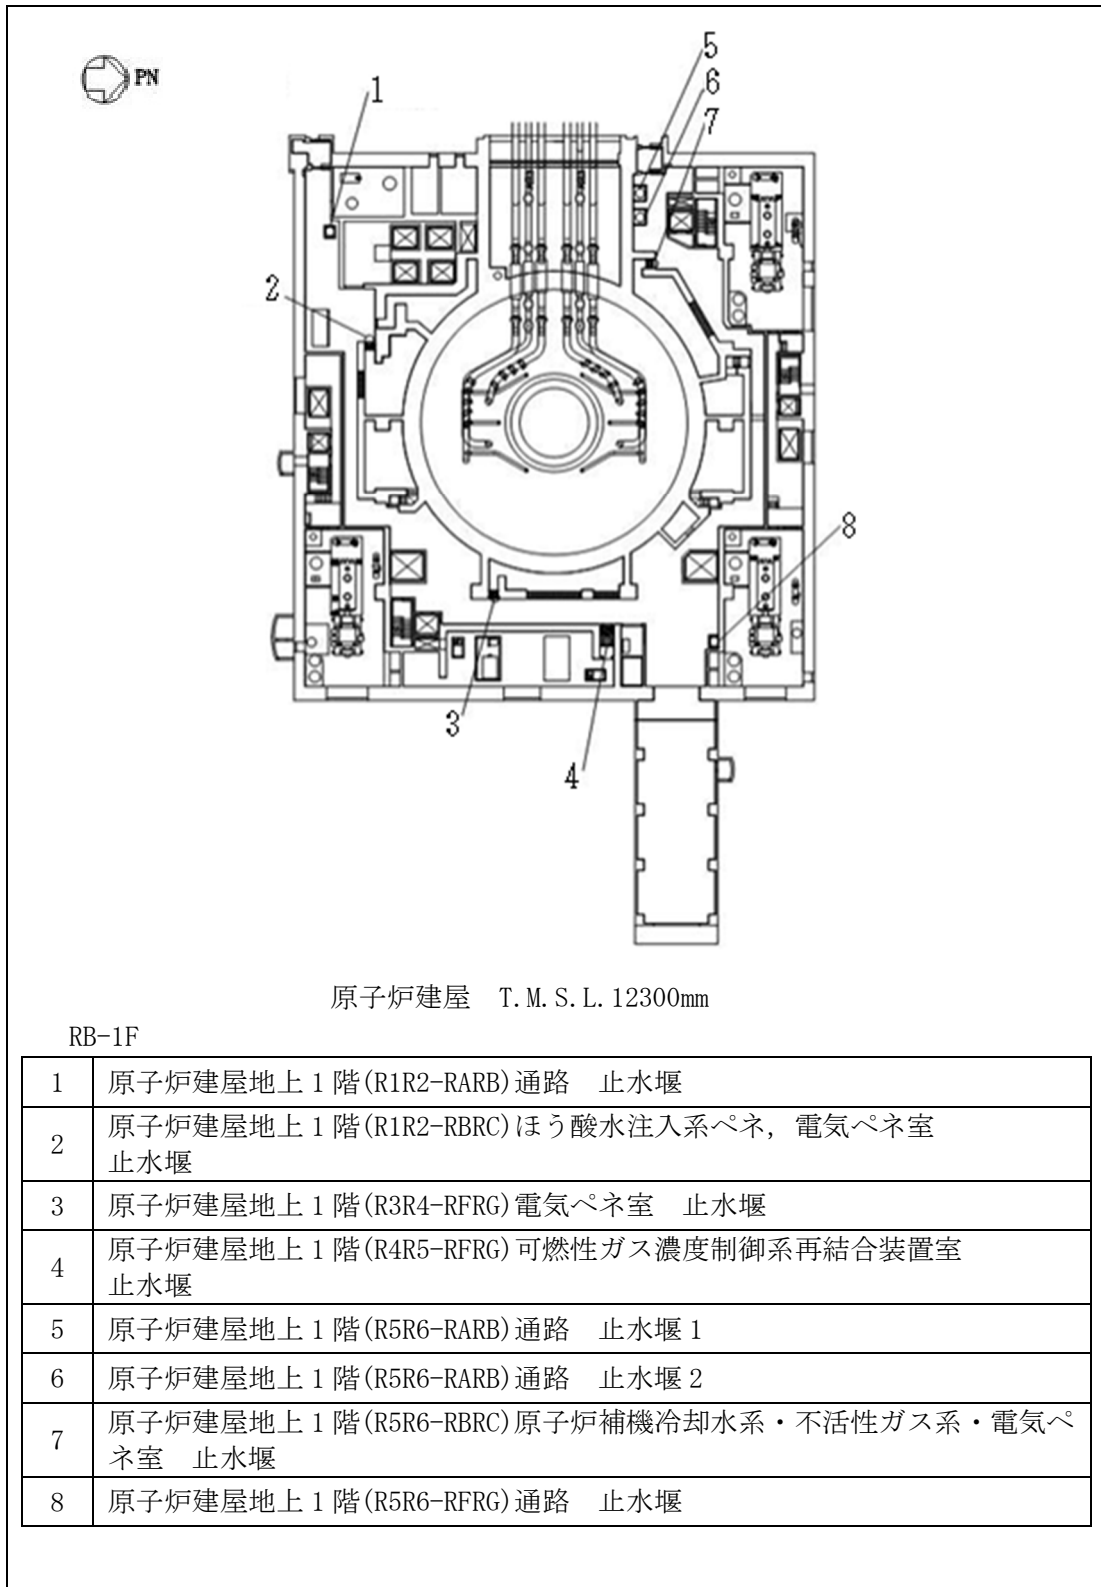 PN
1
2
3
4
5
6
7
8
原子炉建屋　T.M.S.L.12300mm
RB-1F
1 原子炉建屋地上1階(R1R2-RARB)通路　止水堰
2 原子炉建屋地上1階(R1R2-RBRC)ほう酸水注入系ペネ，電気ペネ室
止水堰
3 原子炉建屋地上1階(R3R4-RFRG)電気ペネ室　止水堰
4 原子炉建屋地上1階(R4R5-RFRG)可燃性ガス濃度制御系再結合装置室
止水堰
5 原子炉建屋地上1階(R5R6-RARB)通路　止水堰1
6 原子炉建屋地上1階(R5R6-RARB)通路　止水堰2
7 原子炉建屋地上1階(R5R6-RBRC)原子炉補機冷却水系・不活性ガス系・電気ペ
ネ室　止水堰
8 原子炉建屋地上1階(R5R6-RFRG)通路　止水堰